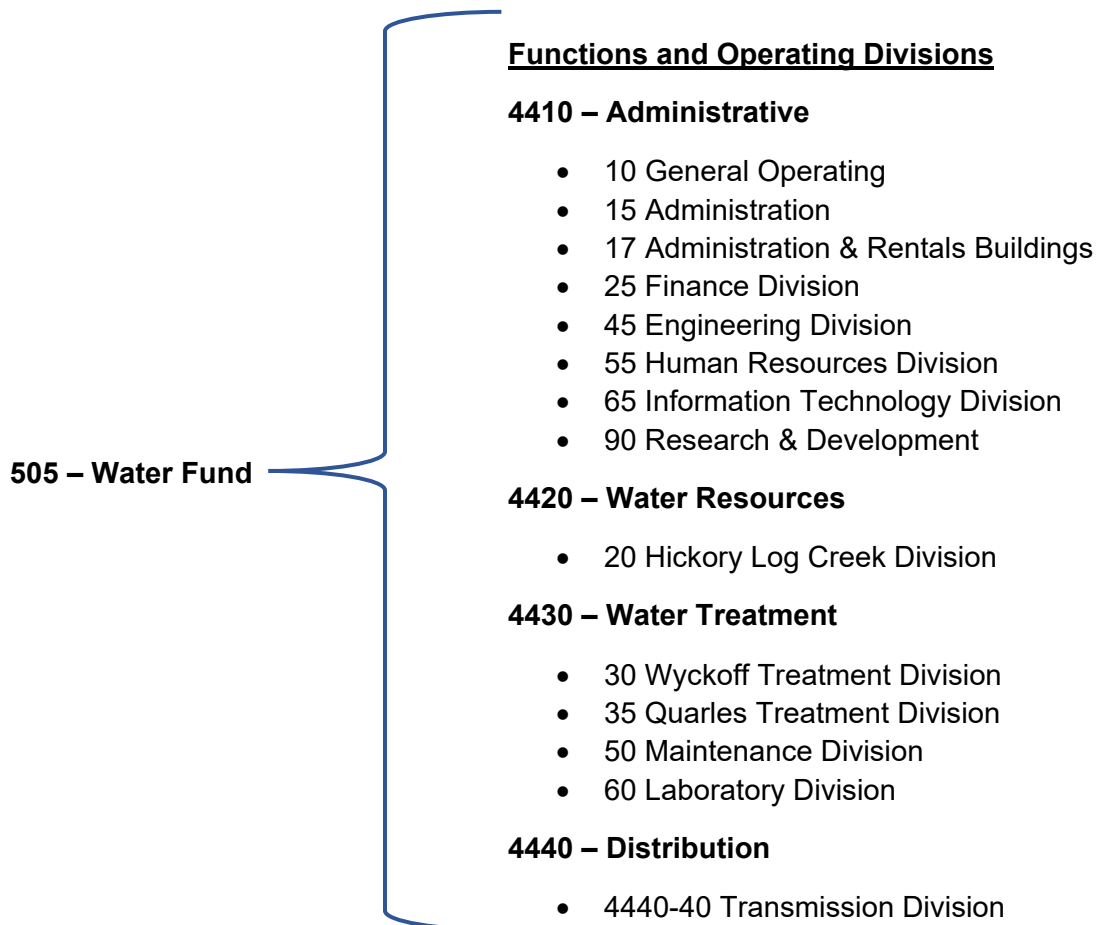 Functions and Operating Divisions
4410 – Administrative
• 10 General Operating
• 15 Administration
• 17 Administration & Rentals Buildings
• 25 Finance Division
• 45 Engineering Division
• 55 Human Resources Division
• 65 Information Technology Division
• 90 Research & Development
505 – Water Fund
4420 – Water Resources
• 20 Hickory Log Creek Division
4430 – Water Treatment
• 30 Wyckoff Treatment Division
• 35 Quarles Treatment Division
• 50 Maintenance Division
• 60 Laboratory Division
4440 – Distribution
• 4440-40 Transmission Division